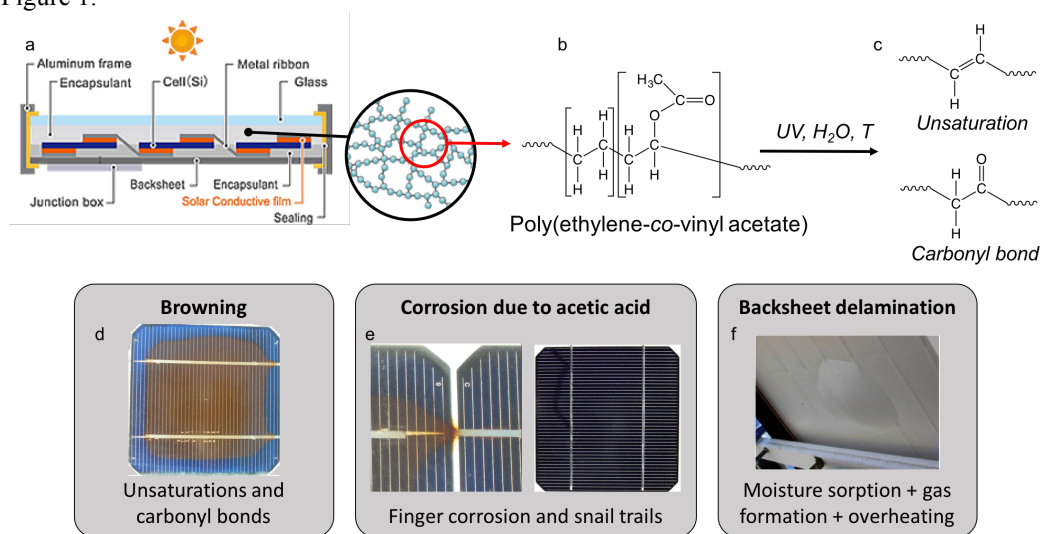 Figure 1.
a
Aluminum frame
Encapsulant
Cell(Si)
Metal ribbon
Glass
Junction box
Backsheet
Encapsulant
Solar Conductive film
Sealing
b
H₃C
O
O
H
H
H
H
H
H
H
Poly(ethylene-co-vinyl acetate)
UV, H₂O, T
c
H
H
Unsaturation
H
O
C
C
H
Carbonyl bond
Browning
d
Unsaturations and
carbonyl bonds
Corrosion due to acetic acid
e
Finger corrosion and snail trails
Backsheet delamination
f
Moisture sorption + gas
formation + overheating